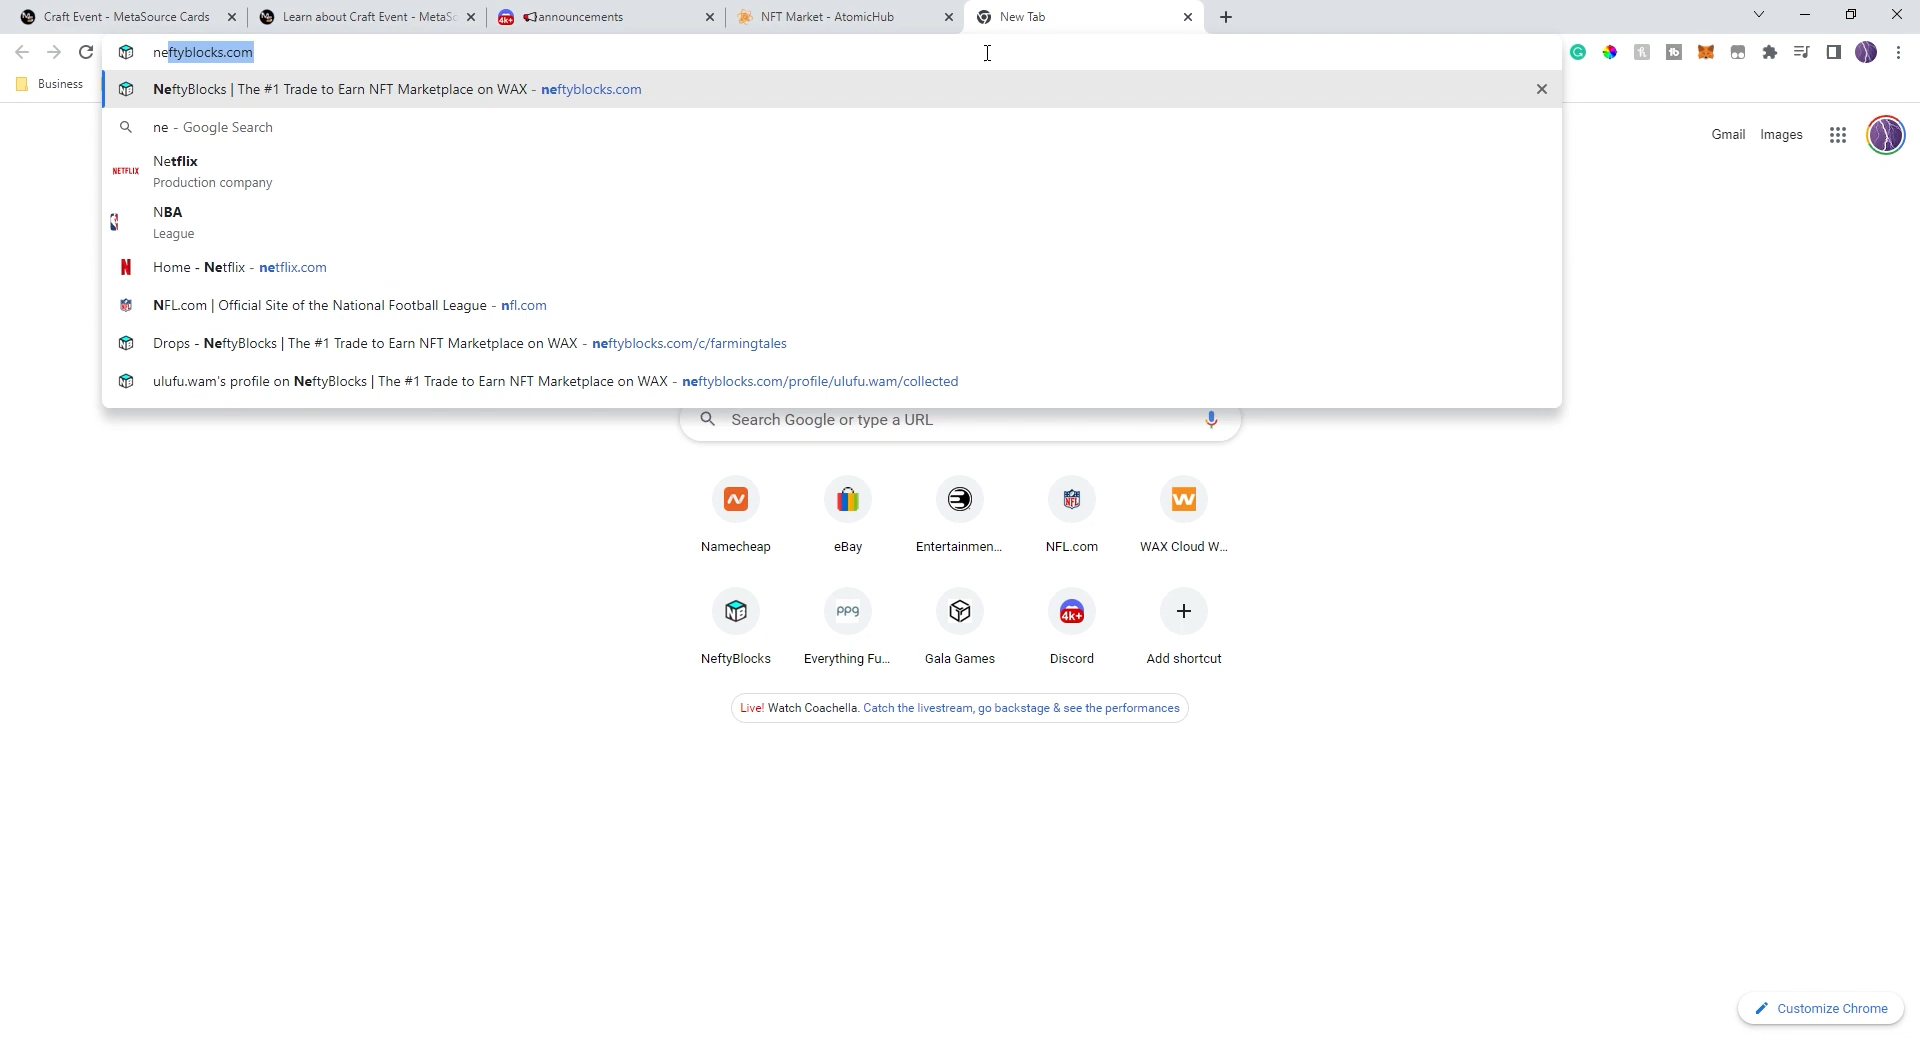 Craft Event - MetaSource Cards
Learn about Craft Event - MetaSo
4k+ announcements
NFT Market - AtomicHub
New Tab
neftyblocks.com
Business
NeftyBlocks | The #1 Trade to Earn NFT Marketplace on WAX - neftyblocks.com
ne - Google Search
NETFLIX
Netflix
Production company
NBA
League
Home - Netflix - netflix.com
NFL.com | Official Site of the National Football League - nfl.com
Drops - NeftyBlocks | The #1 Trade to Earn NFT Marketplace on WAX - neftyblocks.com/c/farmingtales
ulufu.wam's profile on NeftyBlocks | The #1 Trade to Earn NFT Marketplace on WAX - neftyblocks.com/profile/ulufu.wam/collected
Gmail Images
Search Google or type a URL
Namecheap
eBay
Entertainmen...
NFL.com
WAX Cloud W...
ppg
4k+
NeftyBlocks
Everything Fu...
Gala Games
Discord
Add shortcut
Live! Watch Coachella. Catch the livestream, go backstage & see the performances
Customize Chrome